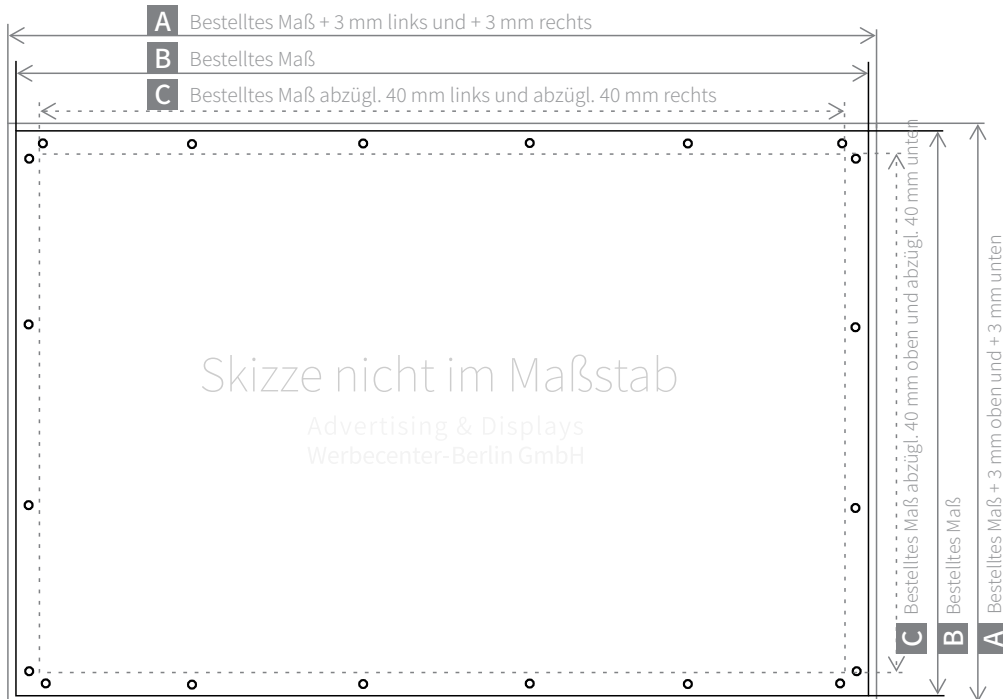 A Bestelltes Maß + 3 mm links und + 3 mm rechts
B Bestelltes Maß
C Bestelltes Maß abzügl. 40 mm links und abzügl. 40 mm rechts
Skizze nicht im Maßstab
Advertising & Displays
Werbecenter-Berlin GmbH
C Bestelltes Maß abzügl. 40 mm oben und abzügl. 40 mm unten
B Bestelltes Maß
A Bestelltes Maß + 3 mm oben und + 3 mm unten